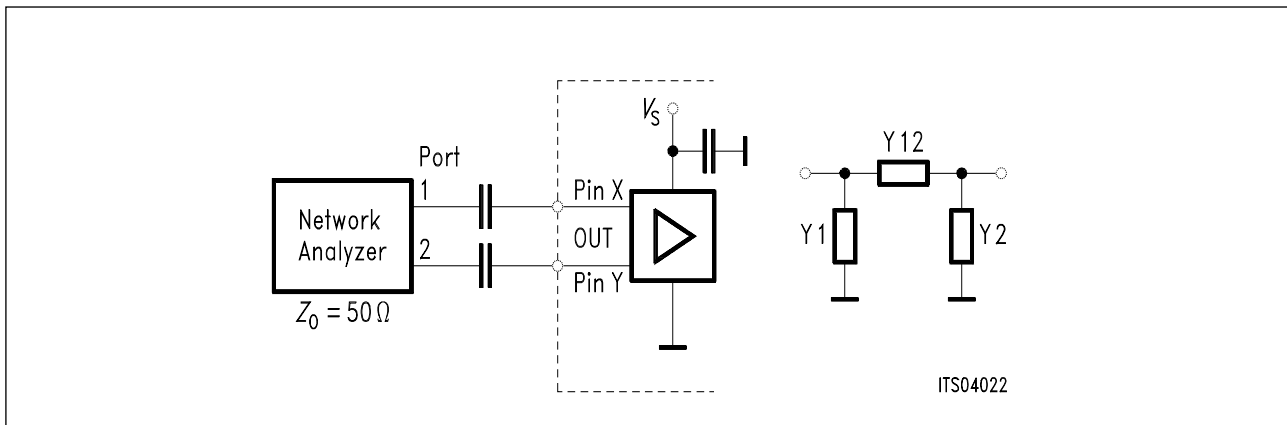 Port
1
2
Network
Analyzer
Z0 = 50 Ω
VS
Pin X
OUT
Pin Y
Y12
Y1
Y2
ITS04022